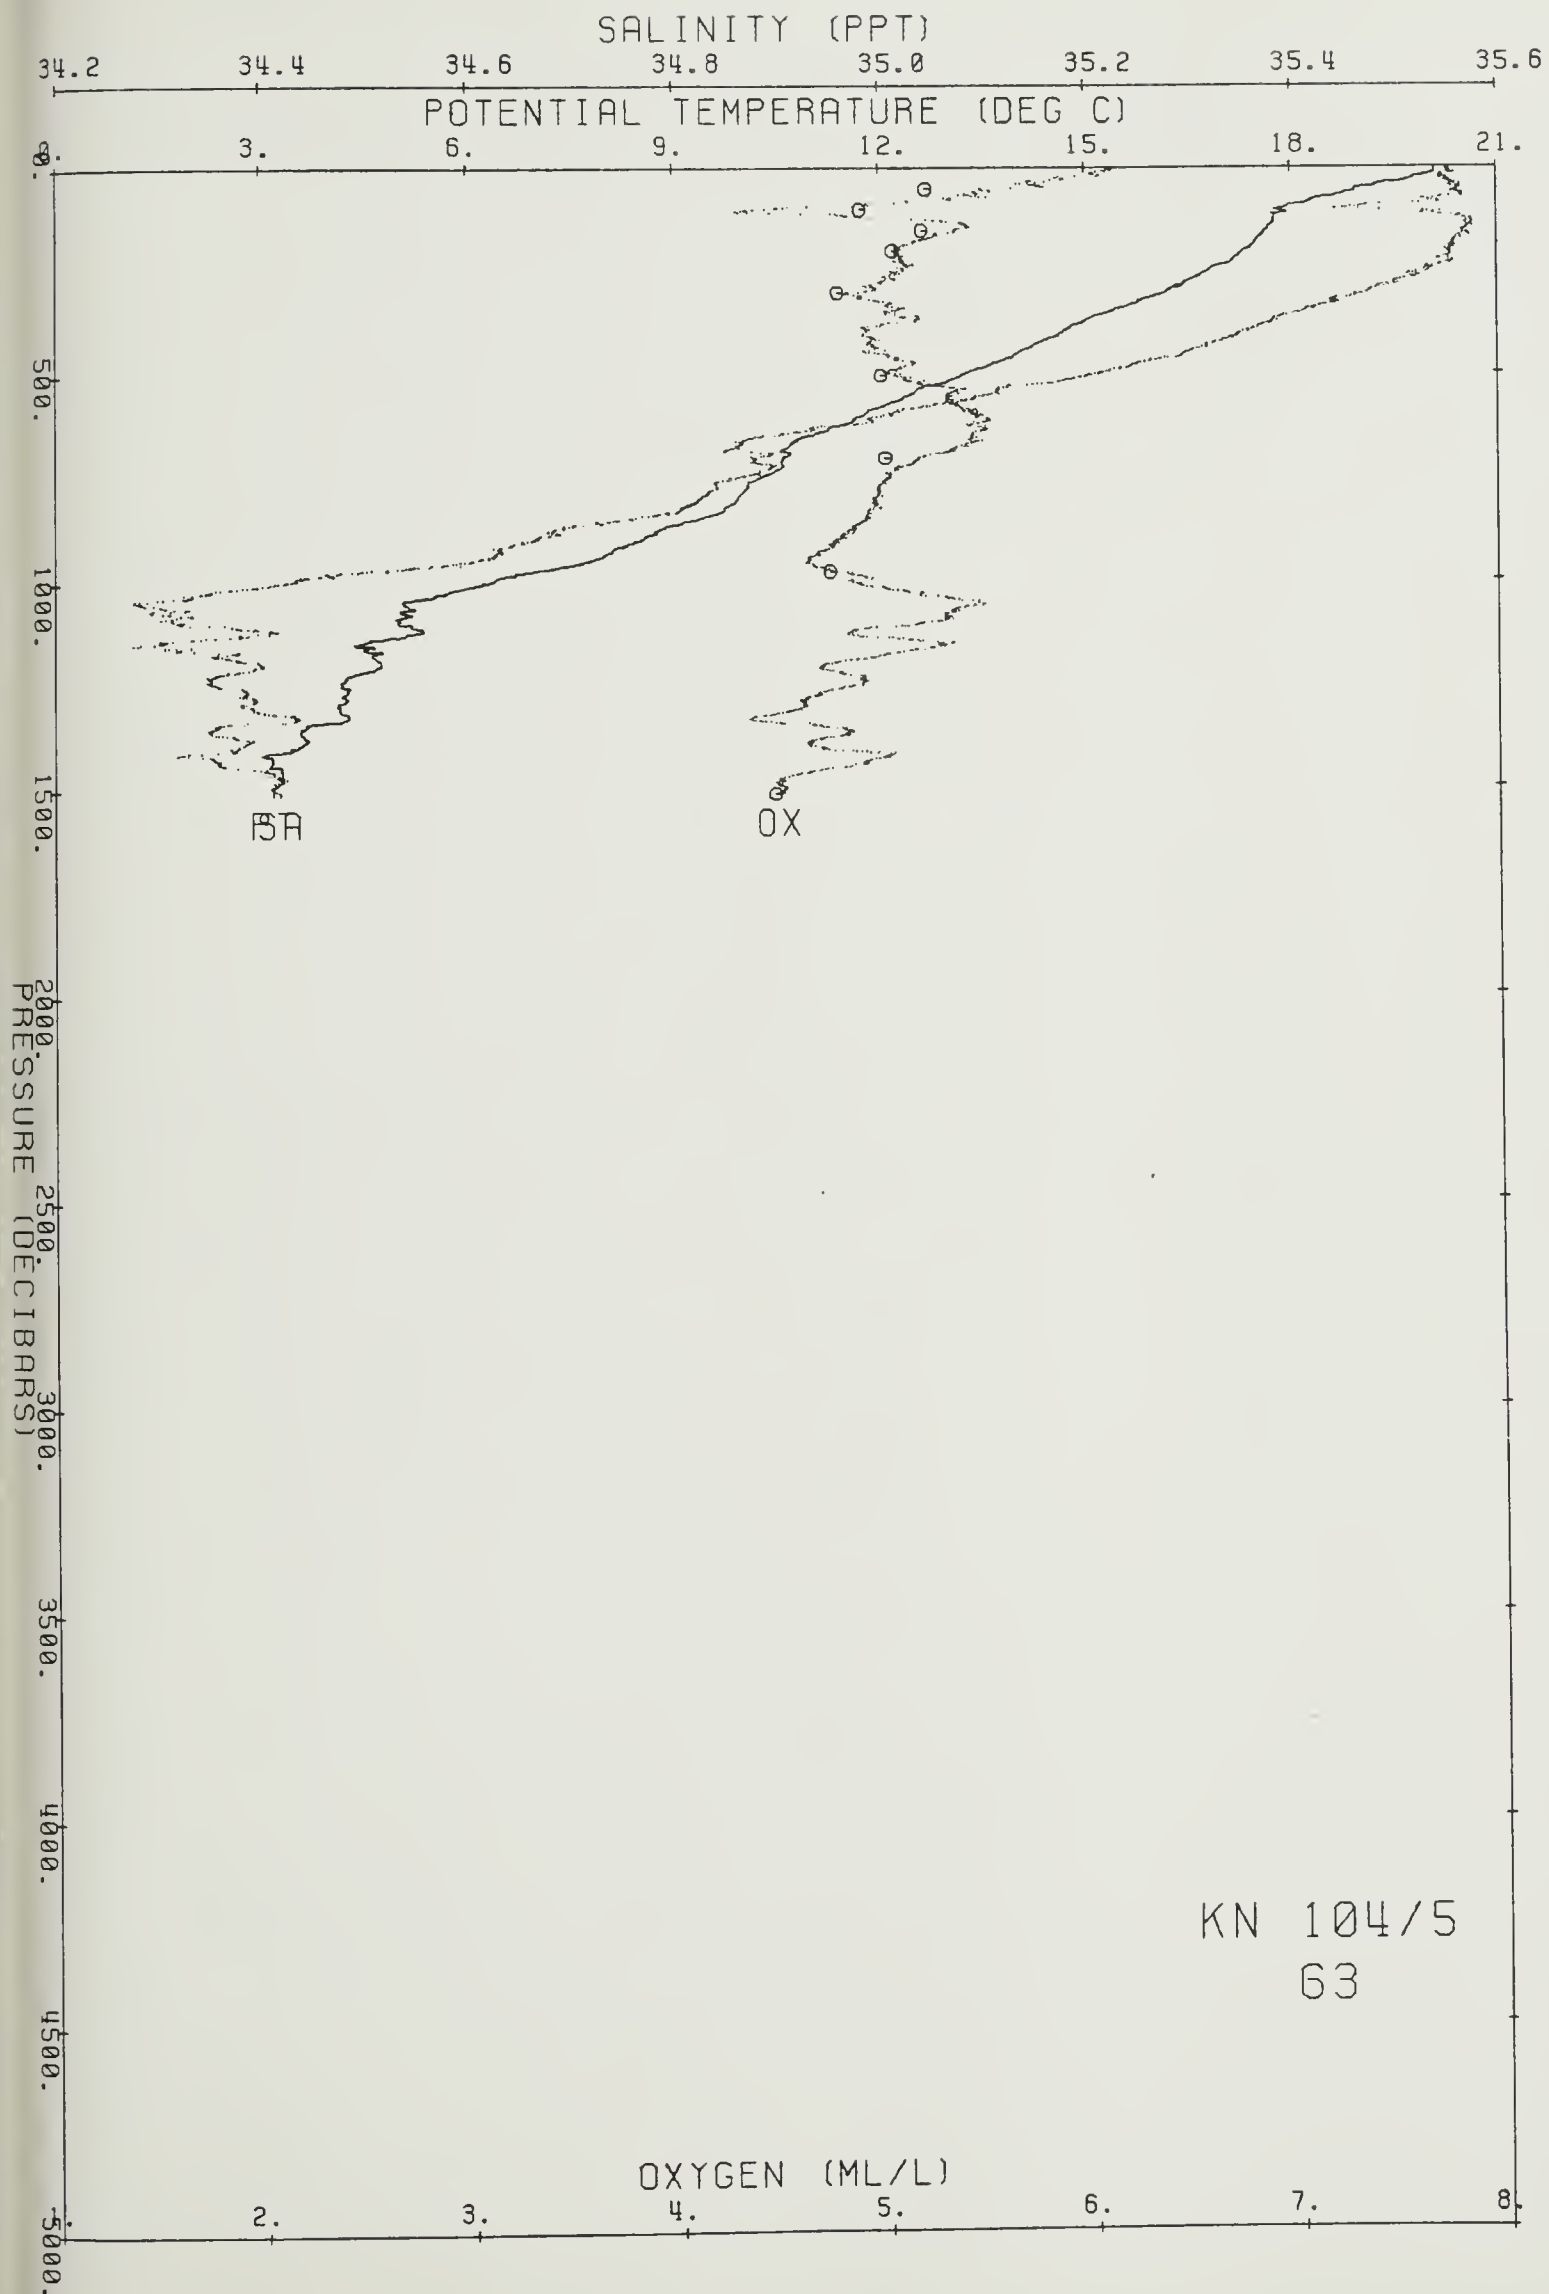 SALINITY (PPT)
34.2 34.4 34.6 34.8 35.0 35.2 35.4 35.6
POTENTIAL TEMPERATURE (DEG C)
0. 3. 6. 9. 12. 15. 18. 21.
0.
500.
1000.
1500.
2000.
2500.
3000.
3500.
4000.
4500.
5000.
PRESSURE (DECIBARS)
OX
KN 104/5
63
OXYGEN (ML/L)
1. 2. 3. 4. 5. 6. 7. 8.